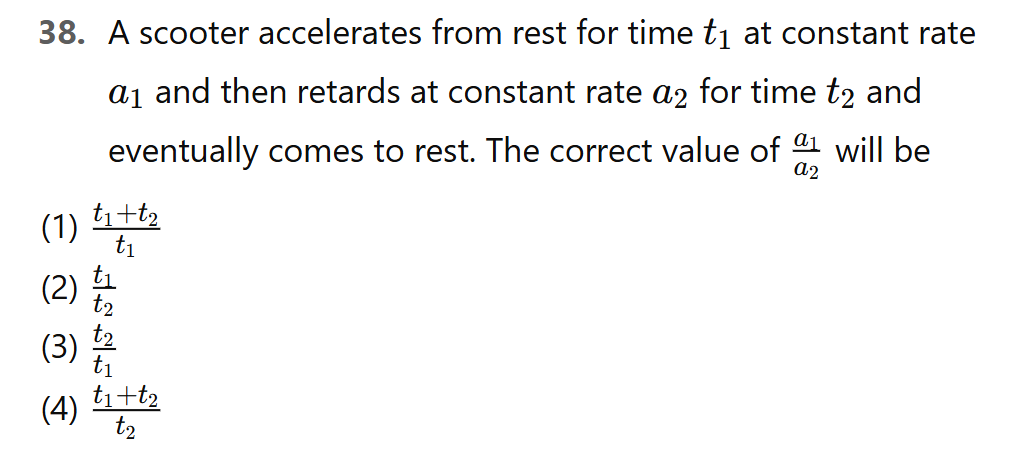 38. A scooter accelerates from rest for time $t_1$ at constant rate
$a_1$ and then retards at constant rate $a_2$ for time $t_2$ and
eventually comes to rest. The correct value of $\frac{a_1}{a_2}$ will be
(1) $\frac{t_1+t_2}{t_1}$
(2) $\frac{t_1}{t_2}$
(3) $\frac{t_2}{t_1}$
(4) $\frac{t_1+t_2}{t_2}$